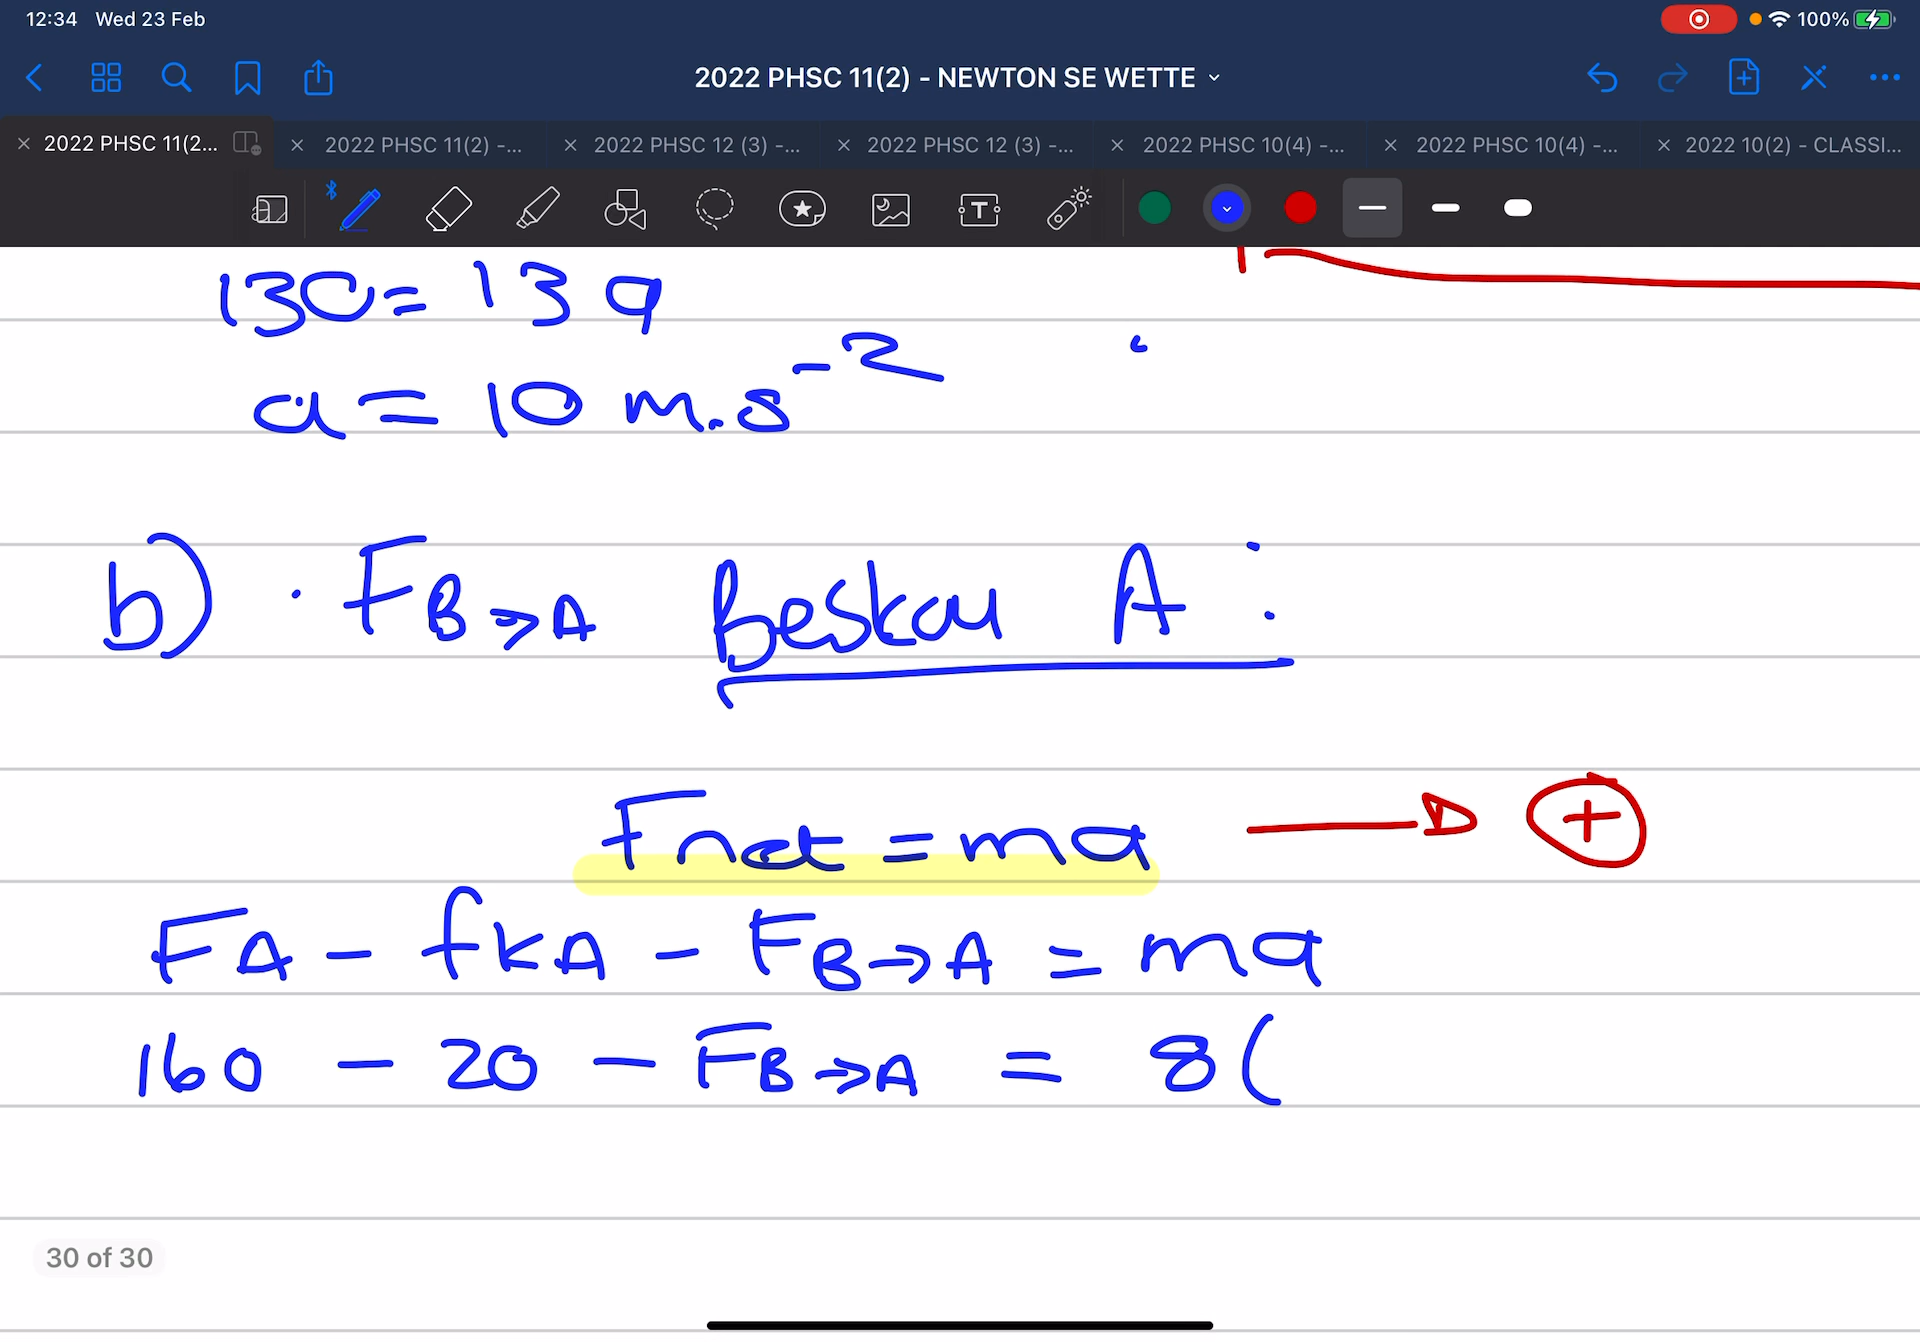 12:34 Wed 23 Feb 100%
2022 PHSC 11(2) - NEWTON SE WETTE
2022 PHSC 11(2... 2022 PHSC 11(2) -... 2022 PHSC 12 (3) -... 2022 PHSC 12 (3) -... 2022 PHSC 10(4) -... 2022 PHSC 10(4) -... 2022 10(2) - CLASSI...
T
130 = 13 a
a = 10 m.s⁻²
b) · FB→A Beskou A :
Fnet = ma → +
FA - fkA - FB→A = ma
160 - 20 - FB→A = 8(
30 of 30